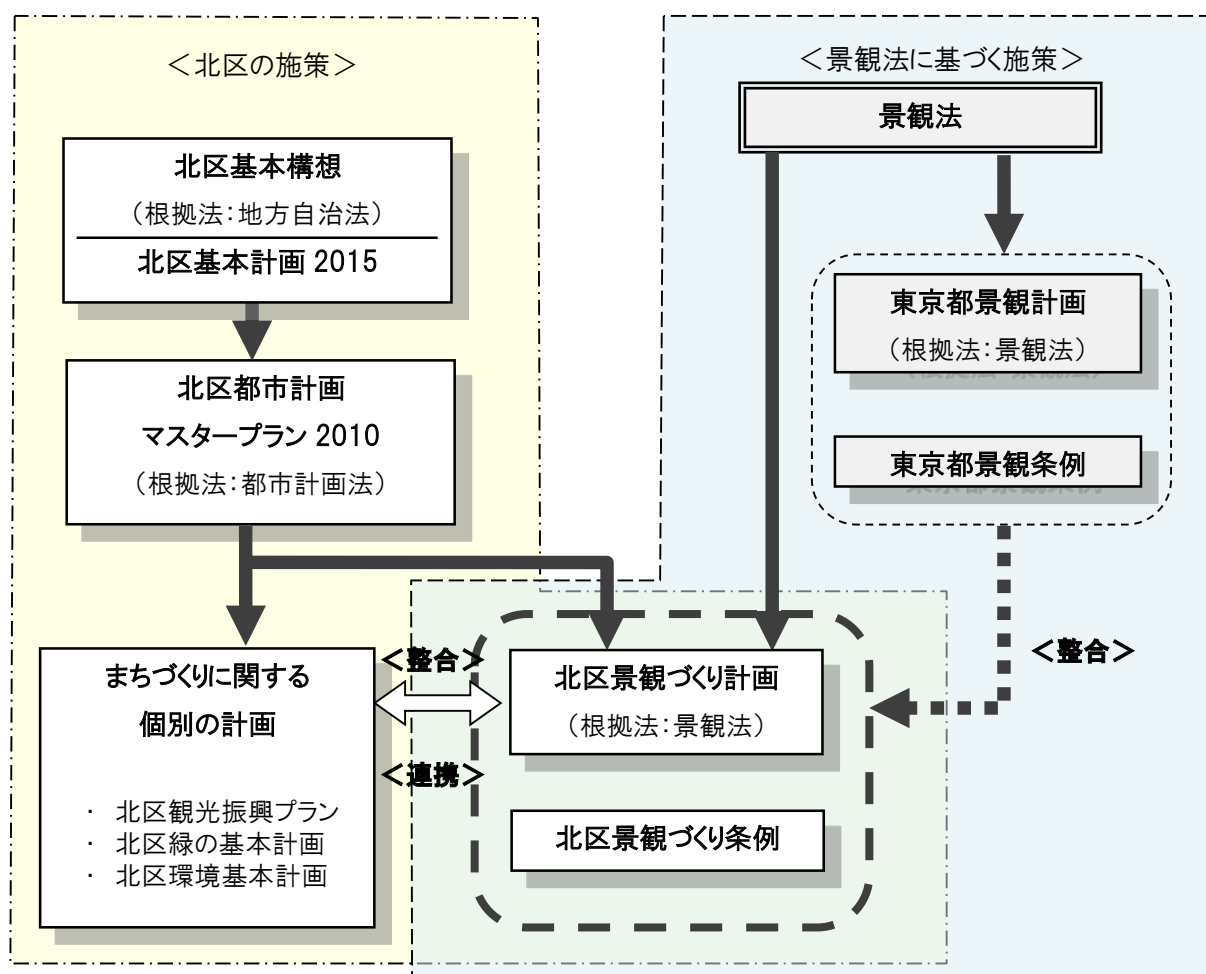 ＜北区の施策＞
北区基本構想
（根拠法：地方自治法）
北区基本計画 2015
北区都市計画
マスタープラン 2010
（根拠法：都市計画法）
まちづくりに関する
個別の計画
・ 北区観光振興プラン
・ 北区緑の基本計画
・ 北区環境基本計画
＜整合＞
＜連携＞
＜景観法に基づく施策＞
景観法
東京都景観計画
（根拠法：景観法）
東京都景観条例
＜整合＞
北区景観づくり計画
（根拠法：景観法）
北区景観づくり条例